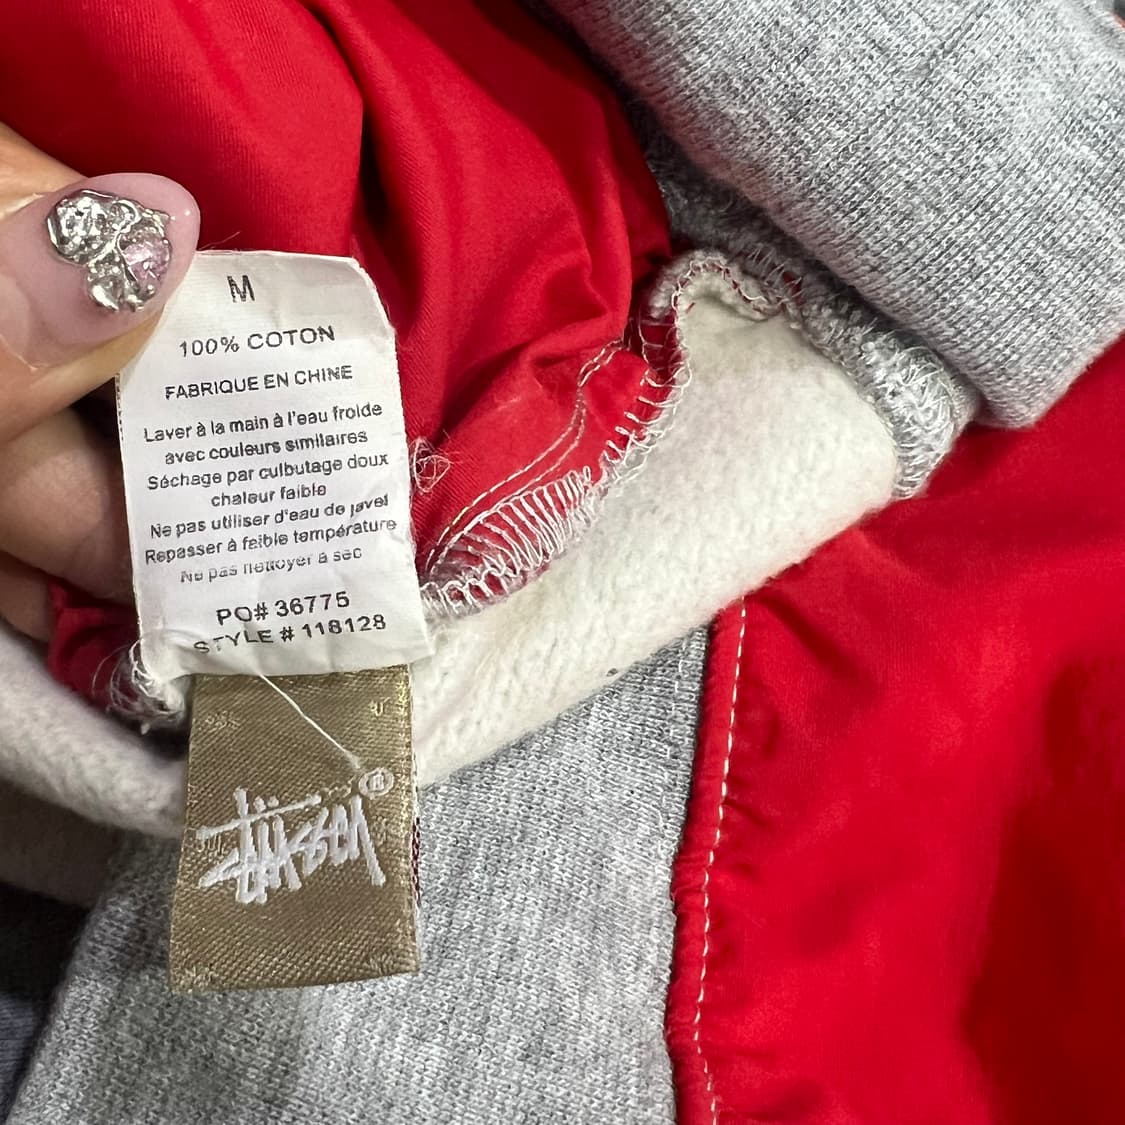 M
100% COTON
FABRIQUE EN CHINE
Laver à la main à l'eau froide
avec couleurs similaires
Séchage par culbutage doux
chaleur faible
Ne pas utiliser d'eau de javel
Repasser à faible température
Ne pas nettoyer à sec
PO# 36775
STYLE # 118128
Stüssy